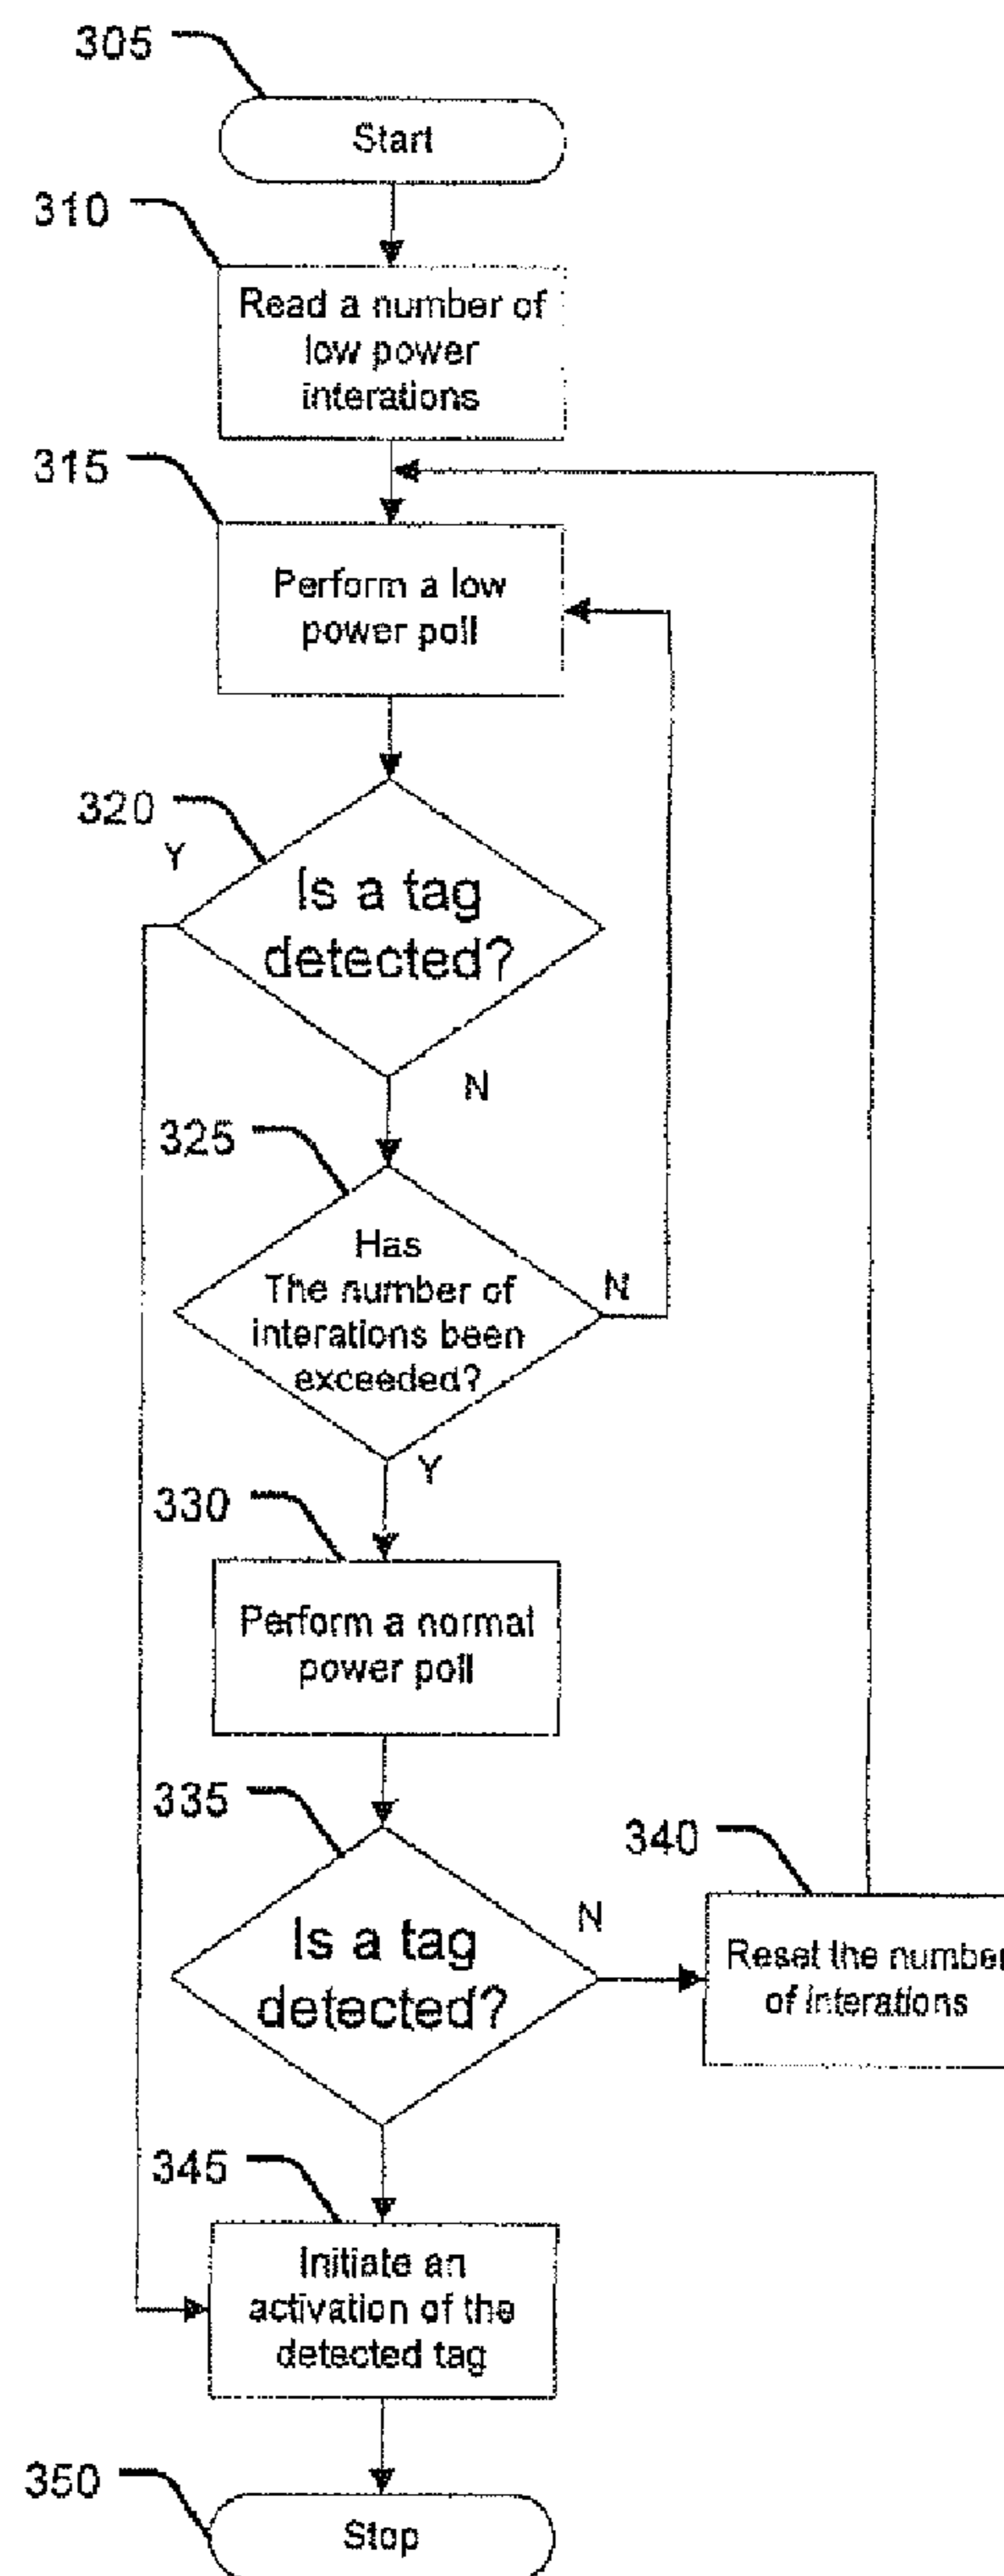 305
Start
310
Read a number of
low power
interations
315
Perform a low
power poll
320
Y
Is a tag
detected?
N
325
Has
The number of
interations been
exceeded?
N
Y
330
Perform a normal
power poll
335
Is a tag
detected?
N
340
Reset the number
of interations
345
Initiate an
activation of the
detected tag
350
Stop